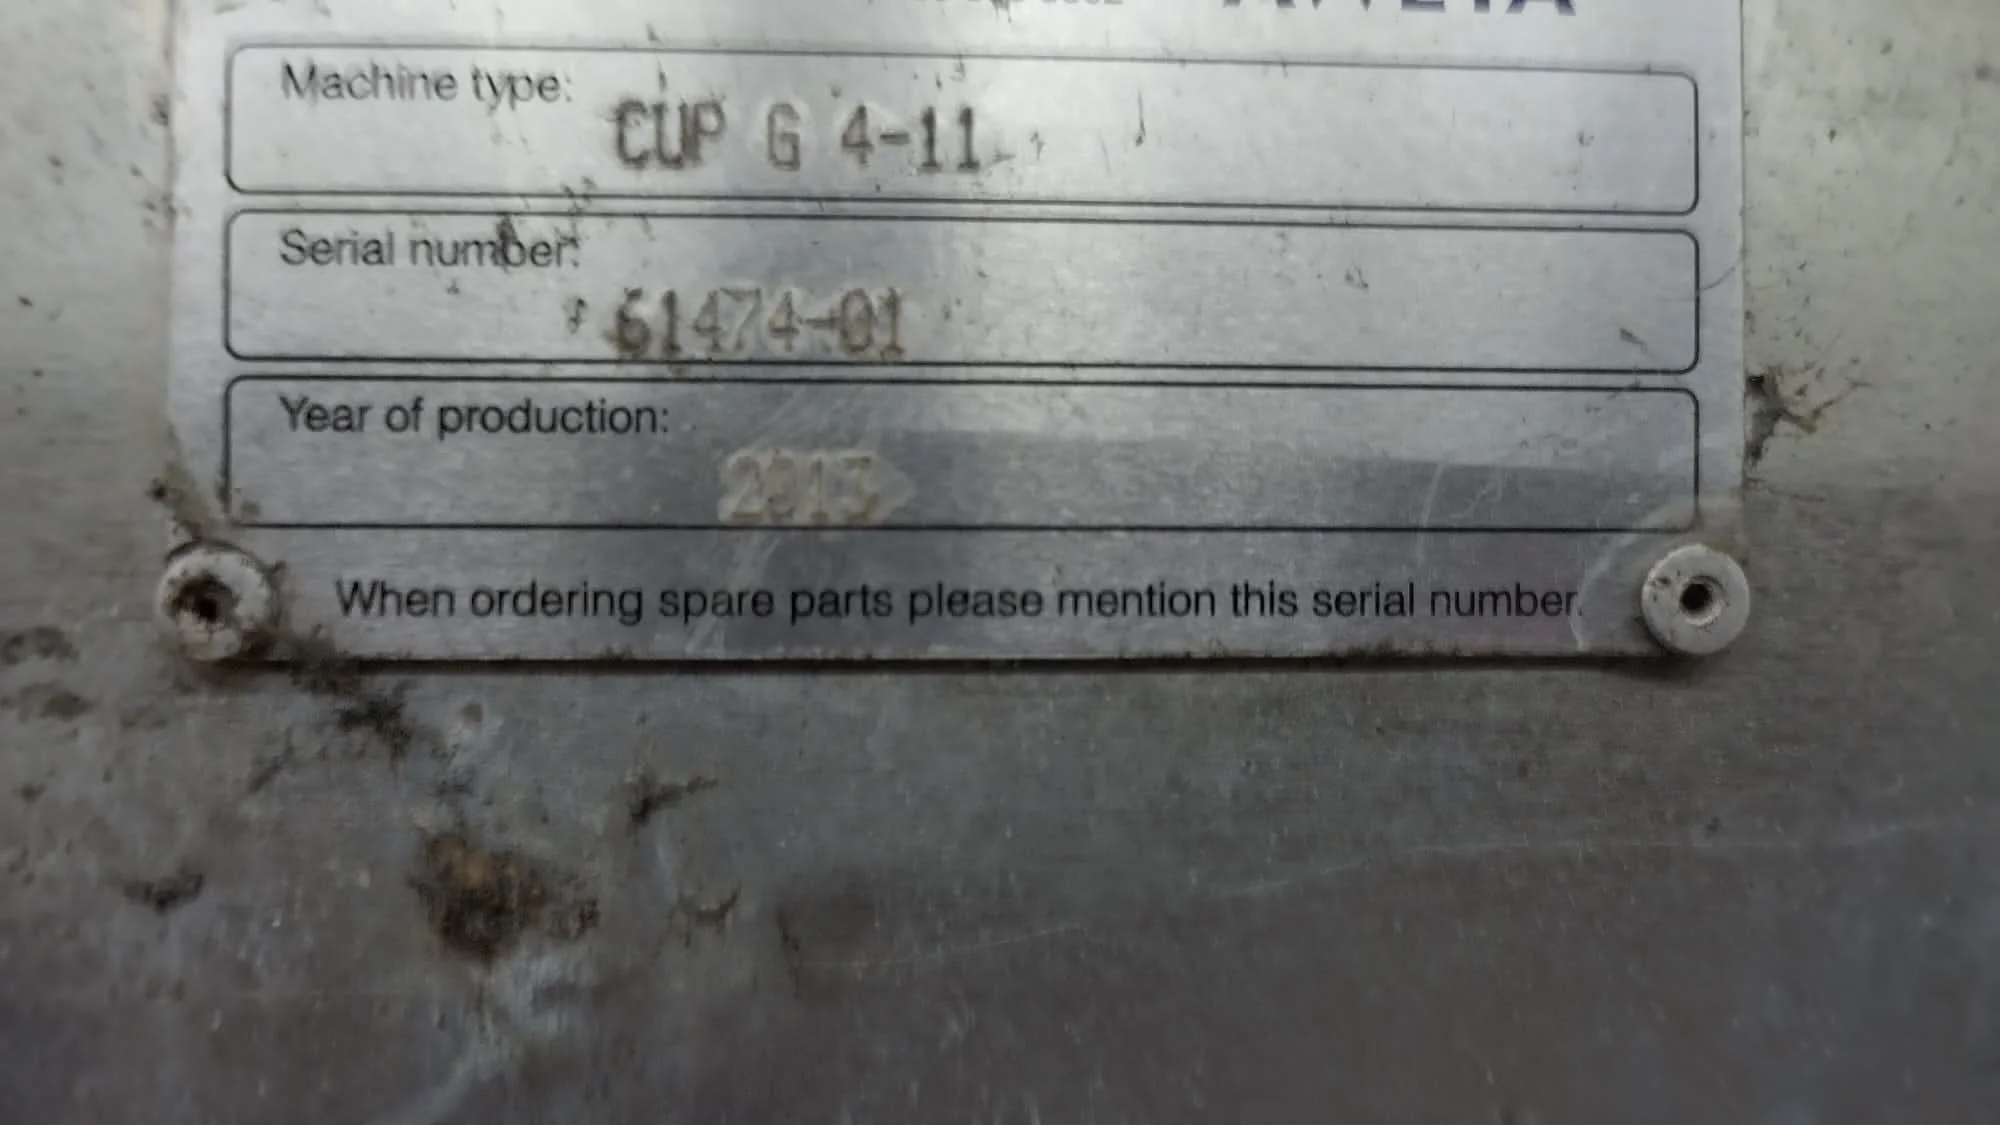 Machine type:
CUP G 4-11
Serial number:
61474-01
Year of production:
2013
When ordering spare parts please mention this serial number.